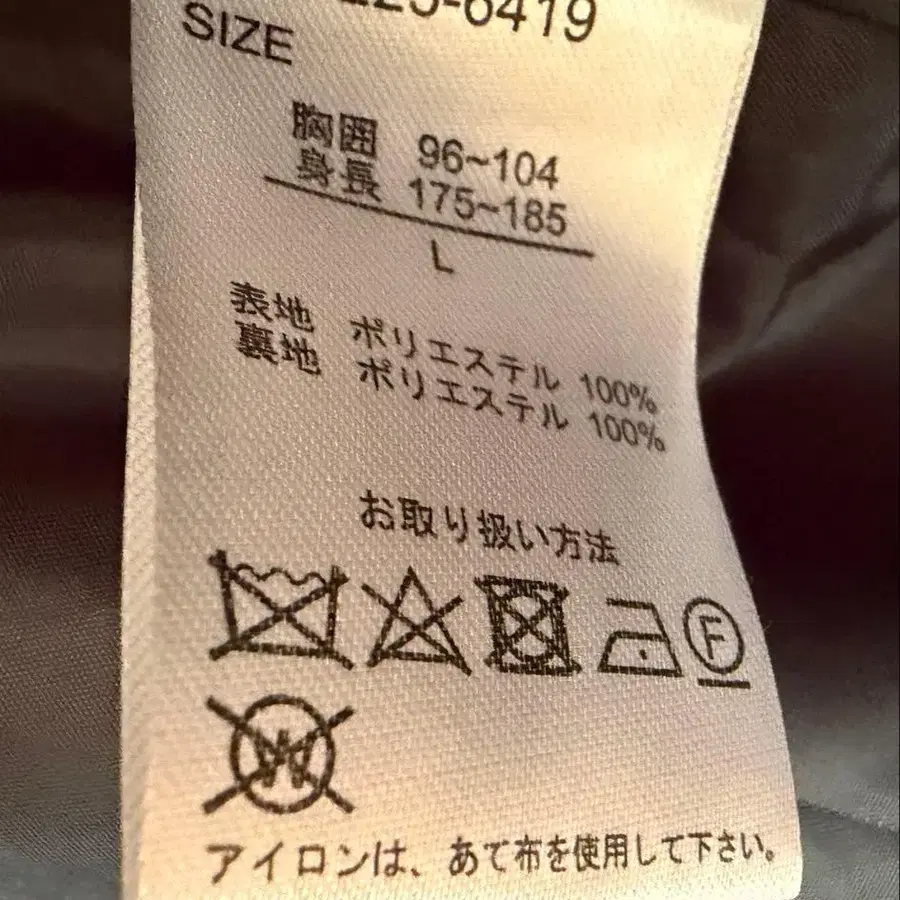 SIZE
胸囲 96~104
身長 175~185
L
表地 ポリエステル 100%
裏地 ポリエステル 100%
お取り扱い方法
F
W
アイロンは、あて布を使用して下さい。